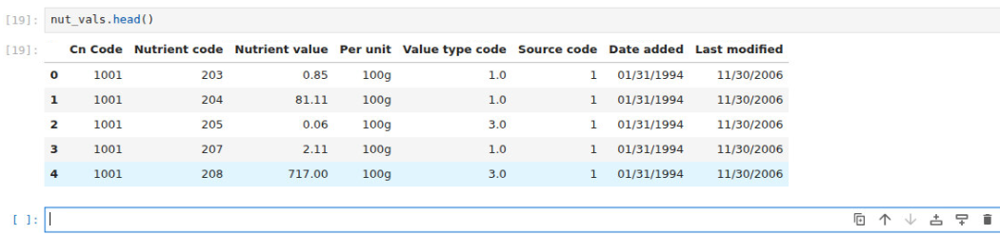 [19]: nut_vals.head()
[19]: Cn Code Nutrient code Nutrient value Per unit Value type code Source code Date added Last modified
0 1001 203 0.85 100g 1.0 1 01/31/1994 11/30/2006
1 1001 204 81.11 100g 1.0 1 01/31/1994 11/30/2006
2 1001 205 0.06 100g 3.0 1 01/31/1994 11/30/2006
3 1001 207 2.11 100g 1.0 1 01/31/1994 11/30/2006
4 1001 208 717.00 100g 3.0 1 01/31/1994 11/30/2006
[ ]: